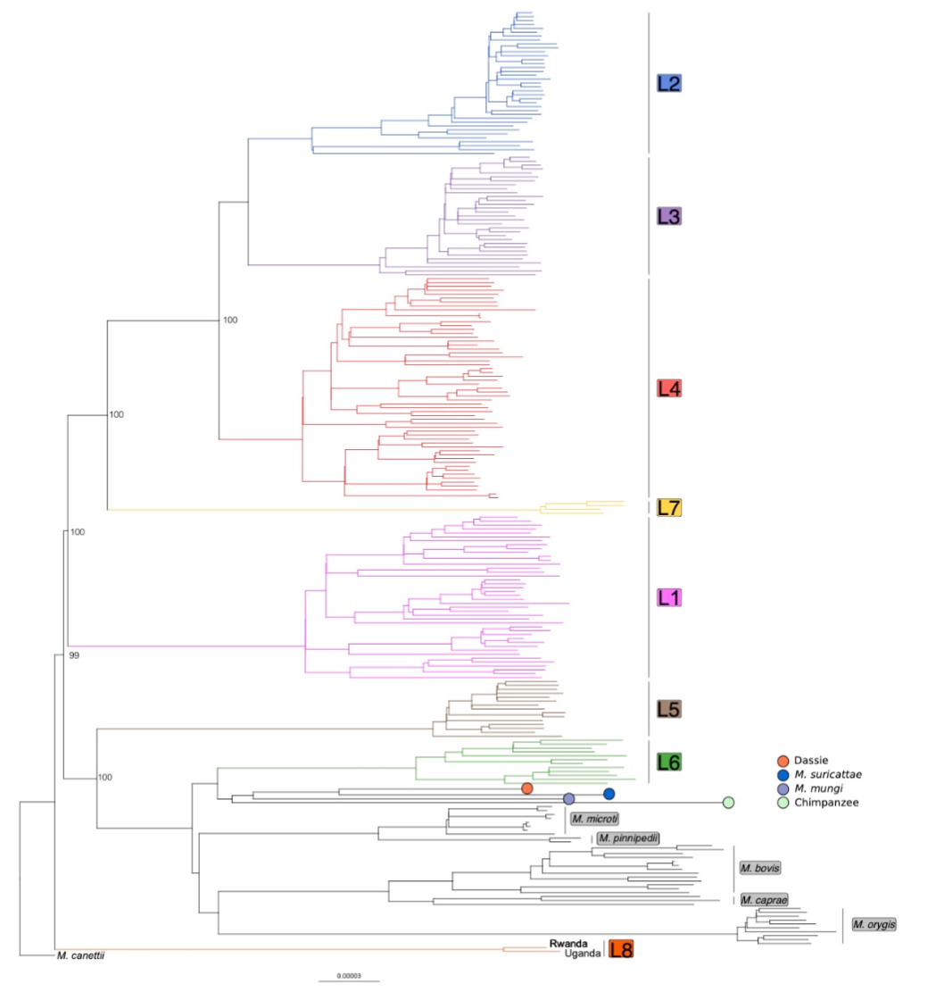 L2
L3
100
L4
100
L7
100
L1
99
L5
100
L6
Dassie
M. suricattae
M. mungi
Chimpanzee
M. microti
M. pinnipedii
M. bovis
M. caprae
M. orygis
Rwanda
Uganda
L8
M. canettii
0.00003